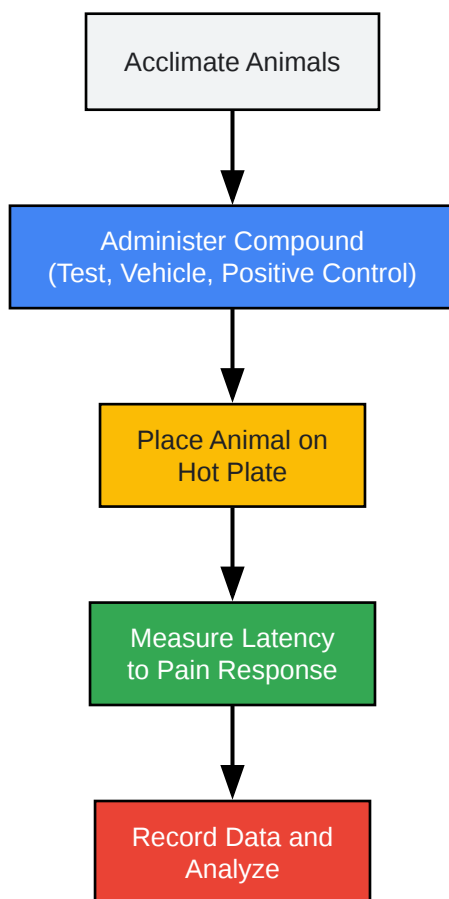 Acclimate Animals
Administer Compound
(Test, Vehicle, Positive Control)
Place Animal on
Hot Plate
Measure Latency
to Pain Response
Record Data and
Analyze